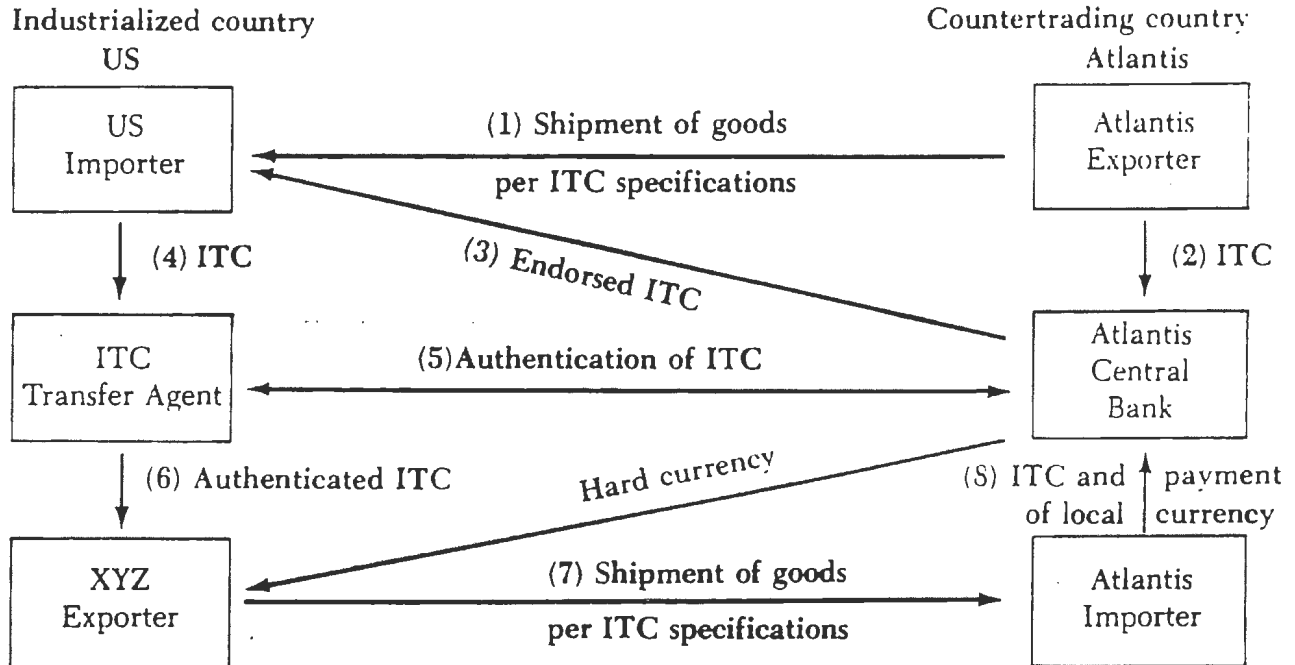 Industrialized country
US
Countertrading country
Atlantis
US
Importer
(1) Shipment of goods
per ITC specifications
Atlantis
Exporter
(4) ITC
(3) Endorsed ITC
(2) ITC
ITC
Transfer Agent
(5)Authentication of ITC
Atlantis
Central
Bank
(6) Authenticated ITC
Hard currency
(8) ITC and payment
of local currency
XYZ
Exporter
(7) Shipment of goods
per ITC specifications
Atlantis
Importer